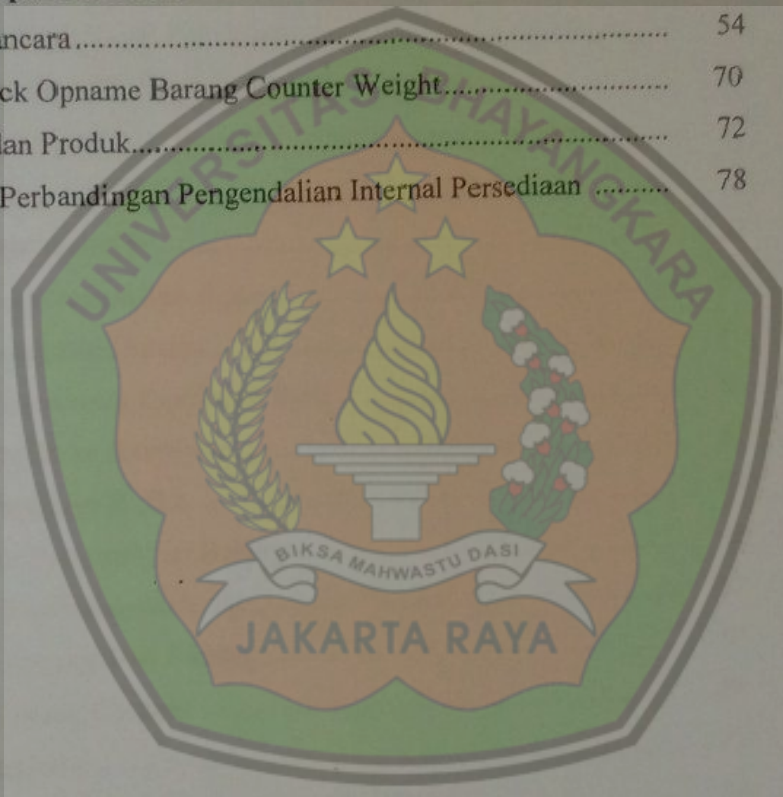 ncara ........................................................ 54
ck Opname Barang Counter Weight ............................. 70
lan Produk ........................................................ 72
Perbandingan Pengendalian Internal Persediaan .......... 78
UNIVERSITAS BHAYANGKARA
BIKSA MAHWASTU DASI
JAKARTA RAYA